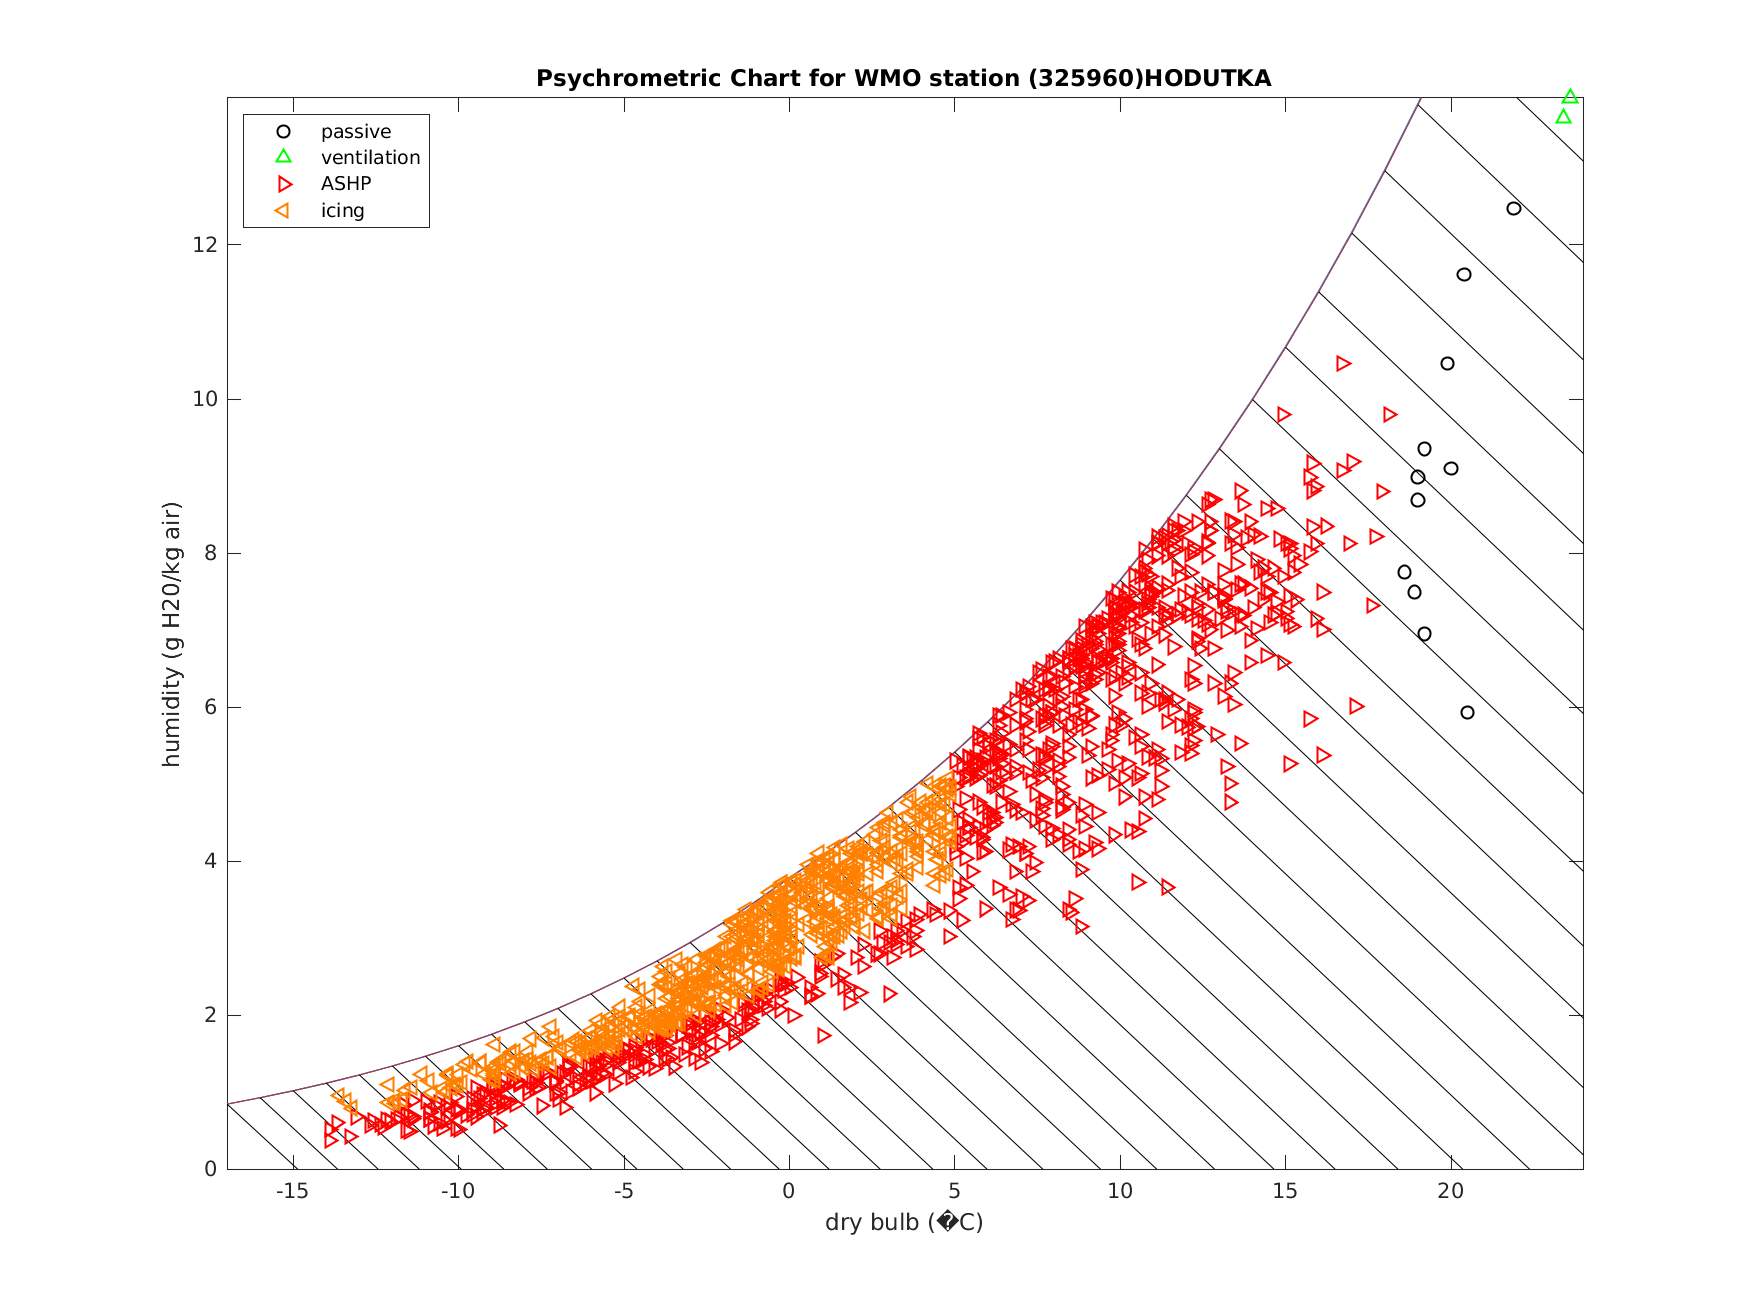 Psychrometric Chart for WMO station (325960)HODUTKA
passive
ventilation
ASHP
icing
humidity (g H20/kg air)
12
10
8
6
4
2
0
-15 -10 -5 0 5 10 15 20
dry bulb (�C)